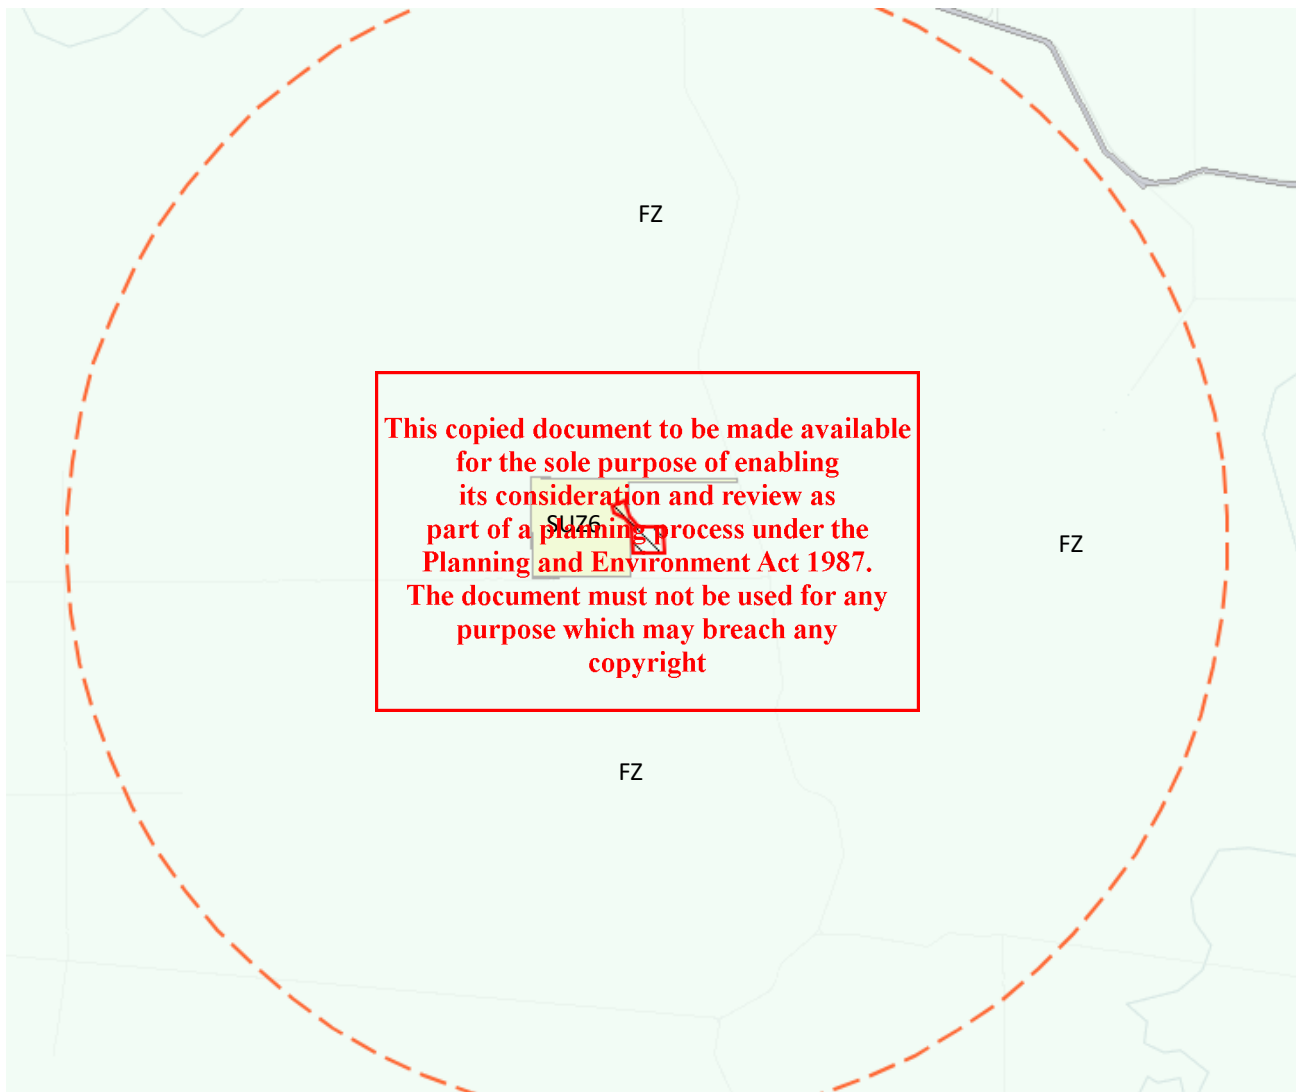 FZ
This copied document to be made available
for the sole purpose of enabling
its consideration and review as
SUZ6
part of a planning process under the
FZ
Planning and Environment Act 1987.
The document must not be used for any
purpose which may breach any
copyright
FZ